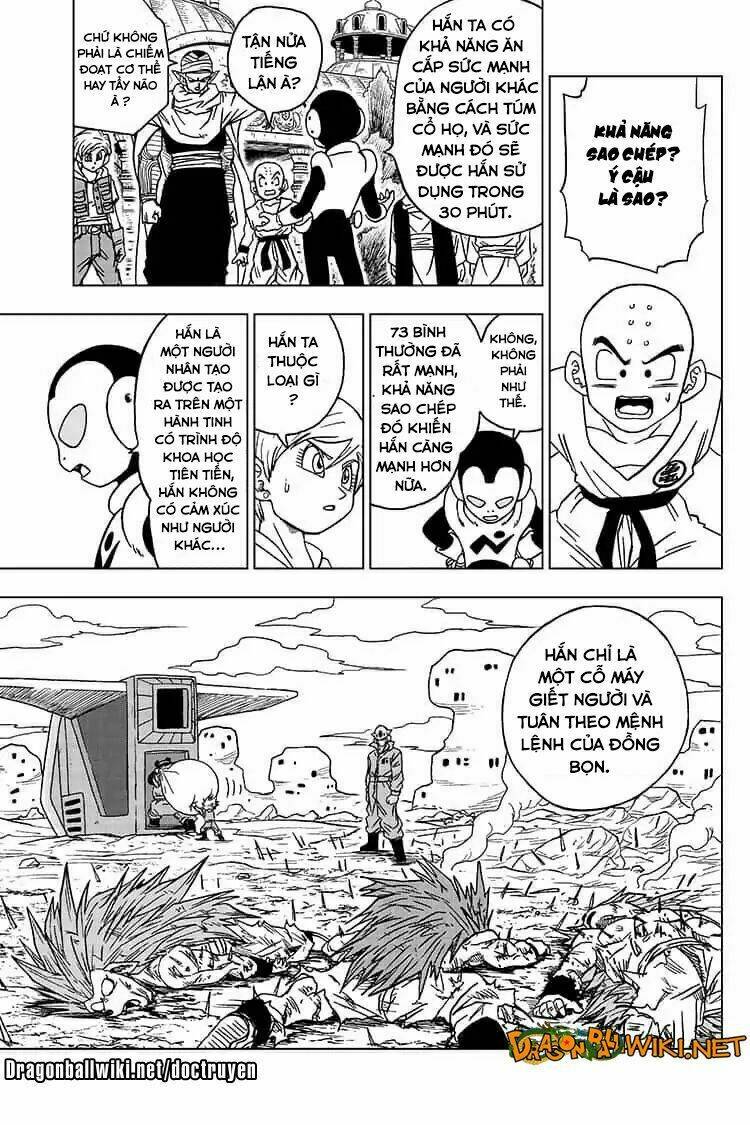 KHẢ NĂNG
SAO CHÉP?
Ý CẬU
LÀ SAO?
HẮN TA CÓ
KHẢ NĂNG ĂN
CẮP SỨC MẠNH
CỦA NGƯỜI KHÁC
BẰNG CÁCH TÚM
CỔ HỌ, VÀ SỨC
MẠNH ĐÓ SẼ
ĐƯỢC HẮN SỬ
DỤNG TRONG
30 PHÚT.
TẬN NỬA
TIẾNG
LẬN À?
CHỨ KHÔNG
PHẢI LÀ CHIẾM
ĐOẠT CƠ THỂ
HAY TẨY NÃO
À ?
KHÔNG,
KHÔNG
PHẢI
NHƯ
THẾ.
73 BÌNH
THƯỜNG ĐÃ
RẤT MẠNH,
KHẢ NĂNG
SAO CHÉP
ĐÓ KHIẾN
HẮN CÀNG
MẠNH HƠN
NỮA.
HẮN TA
THUỘC
LOẠI GÌ
?
HẮN LÀ
MỘT NGƯỜI
NHÂN TẠO
ĐƯỢC TẠO
RA TRÊN MỘT
HÀNH TINH
CÓ TRÌNH ĐỘ
KHOA HỌC
TIÊN TIẾN,
HẮN KHÔNG
CÓ CẢM XÚC
NHƯ NGƯỜI
KHÁC...
HẮN CHỈ LÀ
MỘT CỖ MÁY
GIẾT NGƯỜI VÀ
TUÂN THEO MỆNH
LỆNH CỦA ĐỒNG
BỌN.
DRAGONBALLWIKI.NET
Dragonballwiki.net/doctruyen